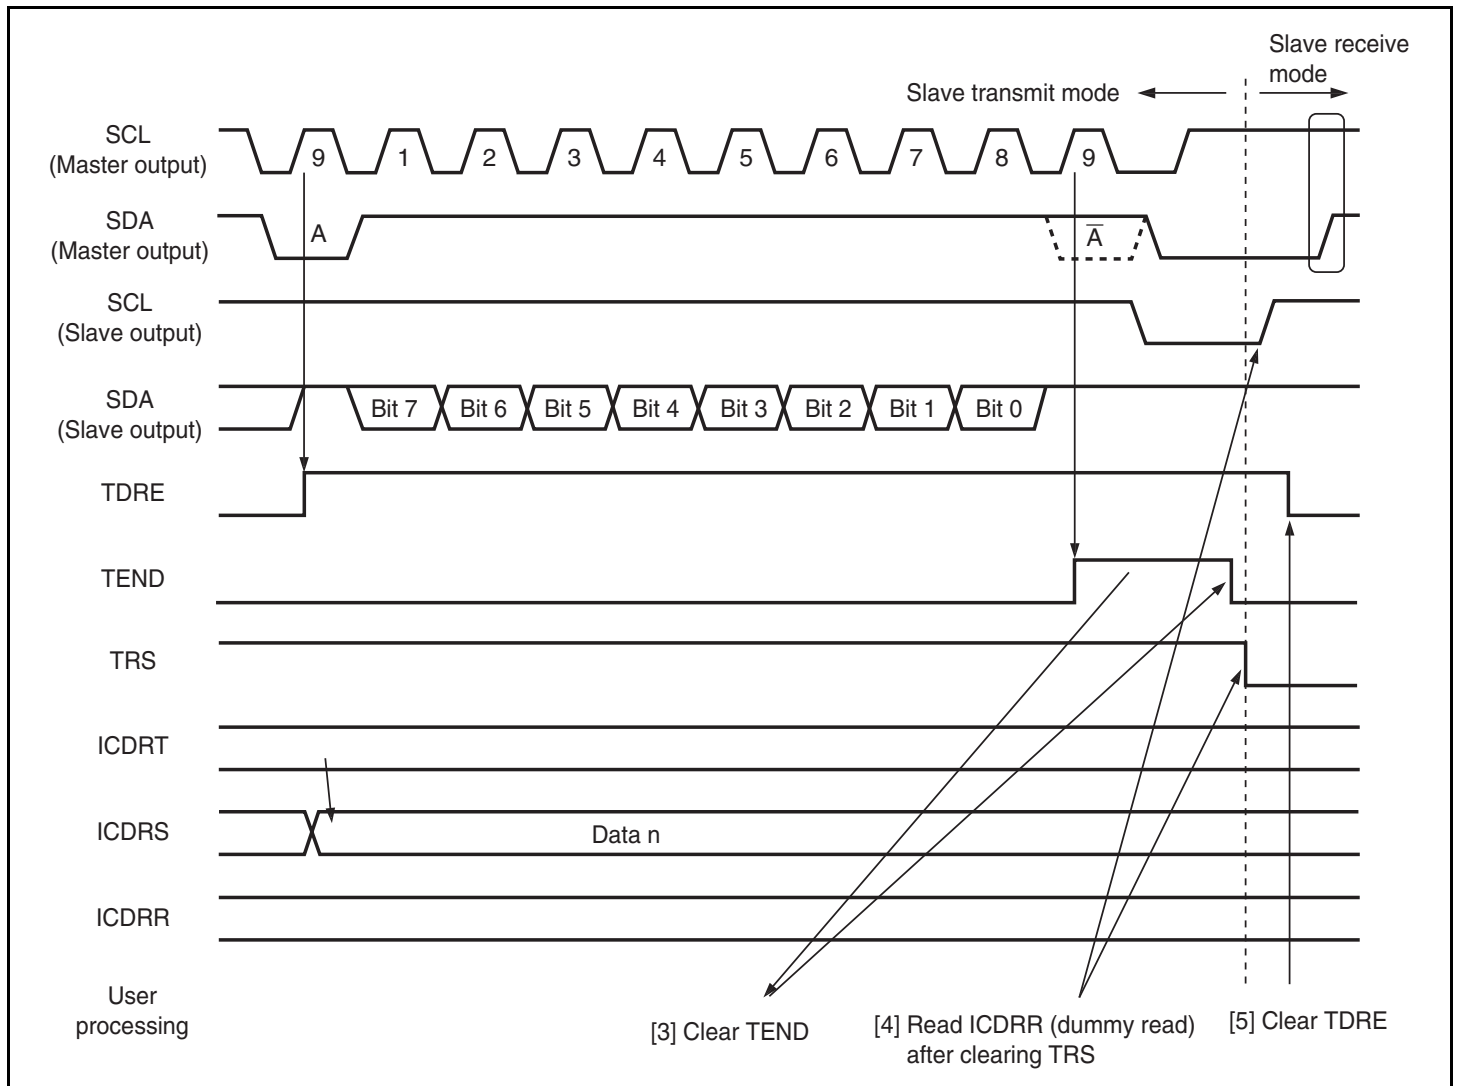 Slave receive
mode
Slave transmit mode
SCL
(Master output)
9 1 2 3 4 5 6 7 8 9
SDA
(Master output)
A A̅
SCL
(Slave output)
SDA
(Slave output)
Bit 7 Bit 6 Bit 5 Bit 4 Bit 3 Bit 2 Bit 1 Bit 0
TDRE
TEND
TRS
ICDRT
ICDRS
Data n
ICDRR
User
processing
[3] Clear TEND
[4] Read ICDRR (dummy read)
after clearing TRS
[5] Clear TDRE